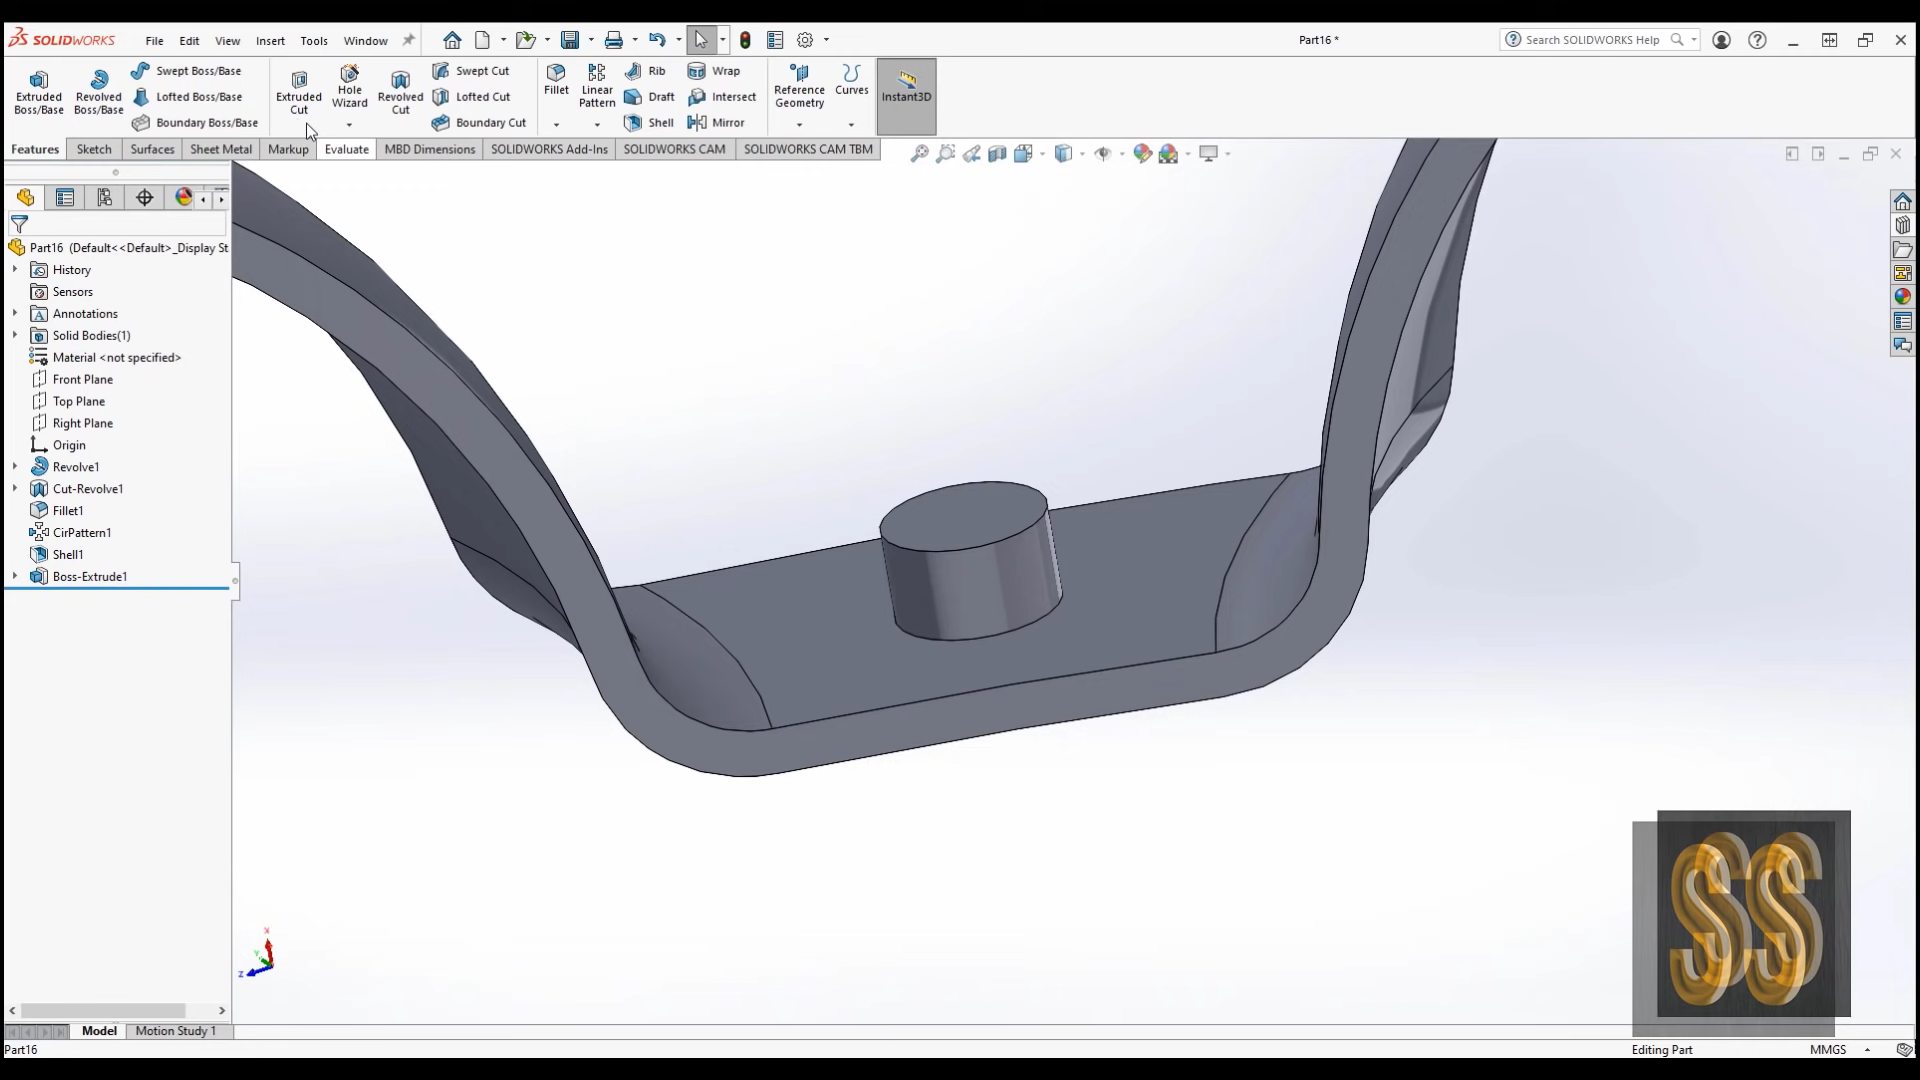 SOLIDWORKS File Edit View Insert Tools Window Part16 * Search SOLIDWORKS Help
Extruded Boss/Base
Revolved Boss/Base
Swept Boss/Base
Lofted Boss/Base
Boundary Boss/Base
Extruded Cut
Hole Wizard
Revolved Cut
Swept Cut
Lofted Cut
Boundary Cut
Fillet
Linear Pattern
Rib
Draft
Shell
Wrap
Intersect
Mirror
Reference Geometry
Curves
Instant3D
Features Sketch Surfaces Sheet Metal Markup Evaluate MBD Dimensions SOLIDWORKS Add-Ins SOLIDWORKS CAM SOLIDWORKS CAM TBM
Part16 (Default<<Default>_Display St
History
Sensors
Annotations
Solid Bodies(1)
Material <not specified>
Front Plane
Top Plane
Right Plane
Origin
Revolve1
Cut-Revolve1
Fillet1
CirPattern1
Shell1
Boss-Extrude1
X
Y
Z
SS
Model Motion Study 1
Part16 Editing Part MMGS